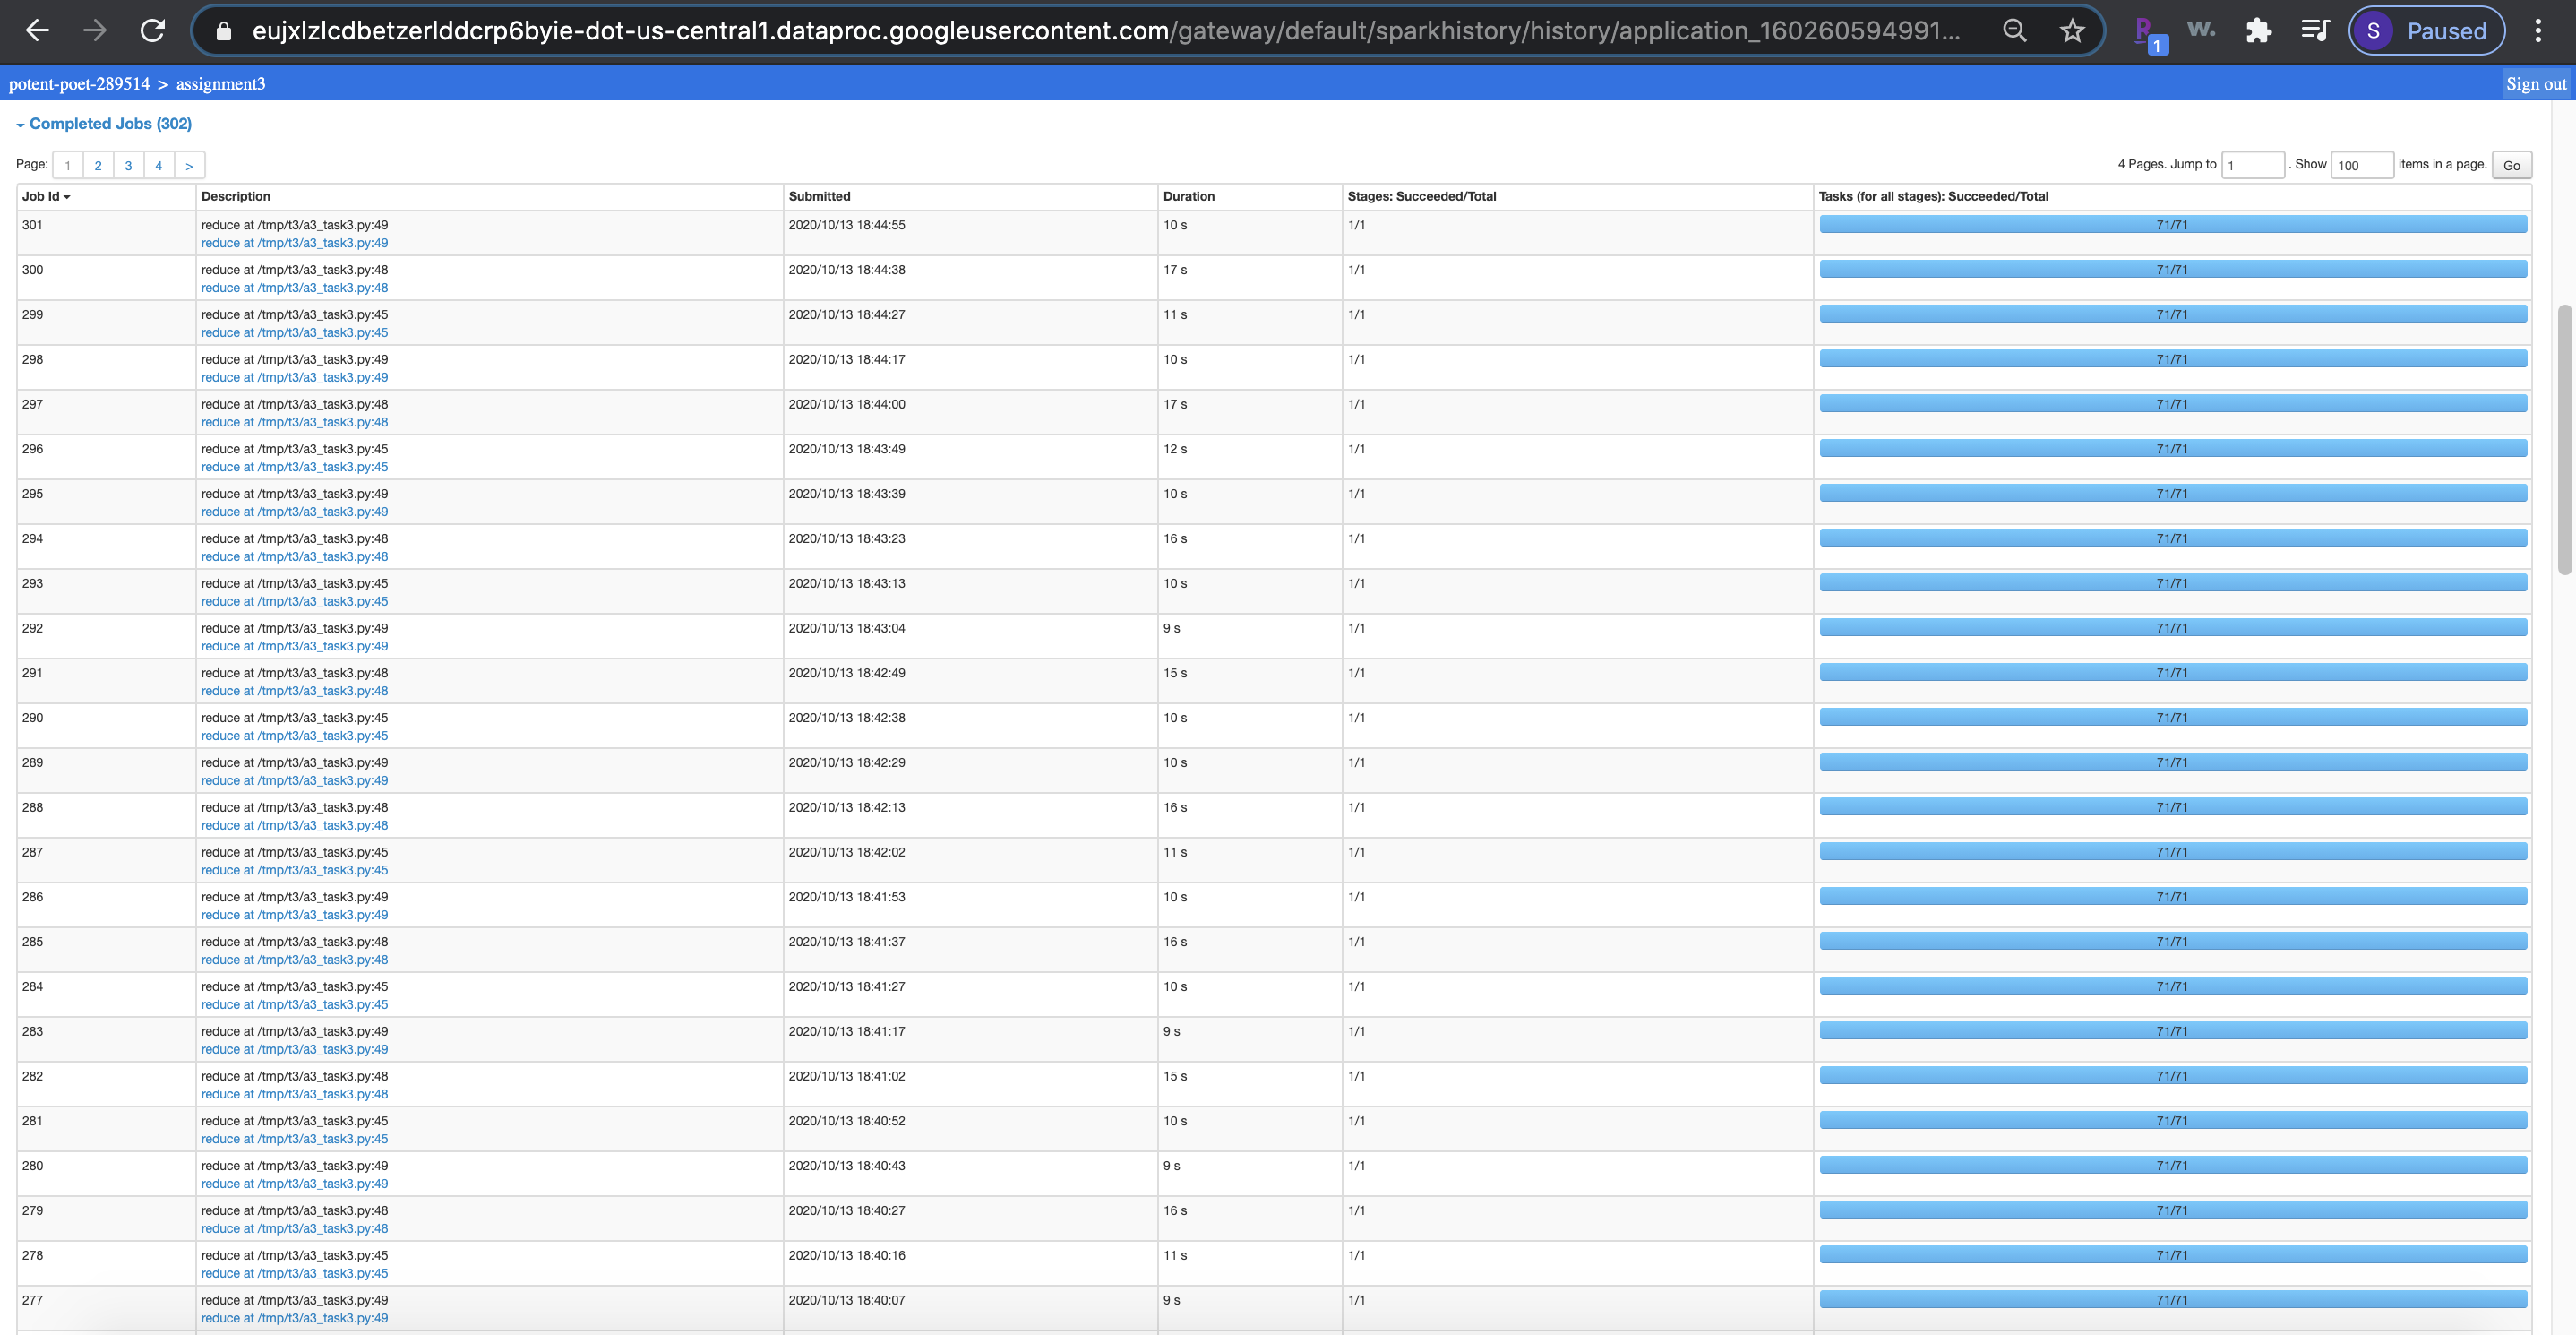 eujxlzlcdbetzerlddcrp6byie-dot-us-central1.dataproc.googleusercontent.com/gateway/default/sparkhistory/history/application_160260594991... 1 w. S Paused
potent-poet-289514 > assignment3 Sign out
Completed Jobs (302)
Page: 1 2 3 4 > 4 Pages. Jump to 1 . Show 100 items in a page. Go
Job Id Description Submitted Duration Stages: Succeeded/Total Tasks (for all stages): Succeeded/Total
301 reduce at /tmp/t3/a3_task3.py:49 2020/10/13 18:44:55 10 s 1/1 71/71
reduce at /tmp/t3/a3_task3.py:49
300 reduce at /tmp/t3/a3_task3.py:48 2020/10/13 18:44:38 17 s 1/1 71/71
reduce at /tmp/t3/a3_task3.py:48
299 reduce at /tmp/t3/a3_task3.py:45 2020/10/13 18:44:27 11 s 1/1 71/71
reduce at /tmp/t3/a3_task3.py:45
298 reduce at /tmp/t3/a3_task3.py:49 2020/10/13 18:44:17 10 s 1/1 71/71
reduce at /tmp/t3/a3_task3.py:49
297 reduce at /tmp/t3/a3_task3.py:48 2020/10/13 18:44:00 17 s 1/1 71/71
reduce at /tmp/t3/a3_task3.py:48
296 reduce at /tmp/t3/a3_task3.py:45 2020/10/13 18:43:49 12 s 1/1 71/71
reduce at /tmp/t3/a3_task3.py:45
295 reduce at /tmp/t3/a3_task3.py:49 2020/10/13 18:43:39 10 s 1/1 71/71
reduce at /tmp/t3/a3_task3.py:49
294 reduce at /tmp/t3/a3_task3.py:48 2020/10/13 18:43:23 16 s 1/1 71/71
reduce at /tmp/t3/a3_task3.py:48
293 reduce at /tmp/t3/a3_task3.py:45 2020/10/13 18:43:13 10 s 1/1 71/71
reduce at /tmp/t3/a3_task3.py:45
292 reduce at /tmp/t3/a3_task3.py:49 2020/10/13 18:43:04 9 s 1/1 71/71
reduce at /tmp/t3/a3_task3.py:49
291 reduce at /tmp/t3/a3_task3.py:48 2020/10/13 18:42:49 15 s 1/1 71/71
reduce at /tmp/t3/a3_task3.py:48
290 reduce at /tmp/t3/a3_task3.py:45 2020/10/13 18:42:38 10 s 1/1 71/71
reduce at /tmp/t3/a3_task3.py:45
289 reduce at /tmp/t3/a3_task3.py:49 2020/10/13 18:42:29 10 s 1/1 71/71
reduce at /tmp/t3/a3_task3.py:49
288 reduce at /tmp/t3/a3_task3.py:48 2020/10/13 18:42:13 16 s 1/1 71/71
reduce at /tmp/t3/a3_task3.py:48
287 reduce at /tmp/t3/a3_task3.py:45 2020/10/13 18:42:02 11 s 1/1 71/71
reduce at /tmp/t3/a3_task3.py:45
286 reduce at /tmp/t3/a3_task3.py:49 2020/10/13 18:41:53 10 s 1/1 71/71
reduce at /tmp/t3/a3_task3.py:49
285 reduce at /tmp/t3/a3_task3.py:48 2020/10/13 18:41:37 16 s 1/1 71/71
reduce at /tmp/t3/a3_task3.py:48
284 reduce at /tmp/t3/a3_task3.py:45 2020/10/13 18:41:27 10 s 1/1 71/71
reduce at /tmp/t3/a3_task3.py:45
283 reduce at /tmp/t3/a3_task3.py:49 2020/10/13 18:41:17 9 s 1/1 71/71
reduce at /tmp/t3/a3_task3.py:49
282 reduce at /tmp/t3/a3_task3.py:48 2020/10/13 18:41:02 15 s 1/1 71/71
reduce at /tmp/t3/a3_task3.py:48
281 reduce at /tmp/t3/a3_task3.py:45 2020/10/13 18:40:52 10 s 1/1 71/71
reduce at /tmp/t3/a3_task3.py:45
280 reduce at /tmp/t3/a3_task3.py:49 2020/10/13 18:40:43 9 s 1/1 71/71
reduce at /tmp/t3/a3_task3.py:49
279 reduce at /tmp/t3/a3_task3.py:48 2020/10/13 18:40:27 16 s 1/1 71/71
reduce at /tmp/t3/a3_task3.py:48
278 reduce at /tmp/t3/a3_task3.py:45 2020/10/13 18:40:16 11 s 1/1 71/71
reduce at /tmp/t3/a3_task3.py:45
277 reduce at /tmp/t3/a3_task3.py:49 2020/10/13 18:40:07 9 s 1/1 71/71
reduce at /tmp/t3/a3_task3.py:49